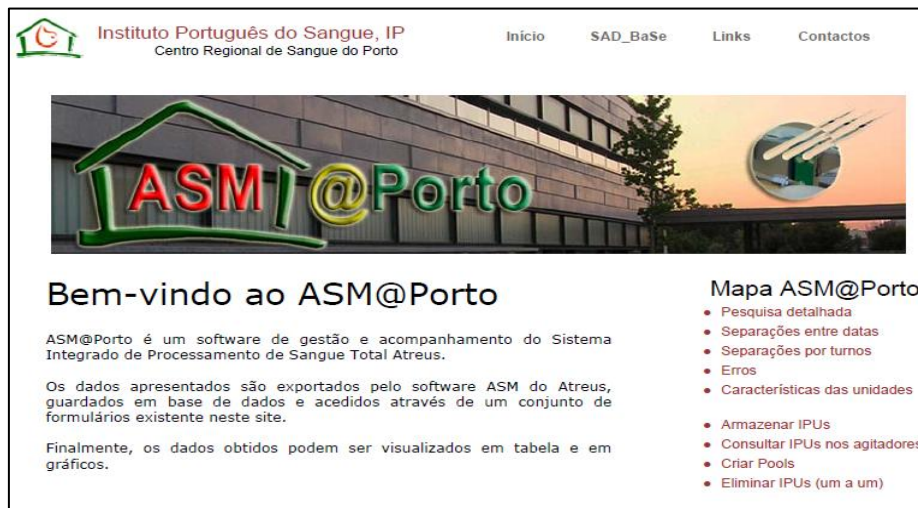 Instituto Português do Sangue, IP
Centro Regional de Sangue do Porto
Início SAD_BaSe Links Contactos
ASM @Porto
Bem-vindo ao ASM@Porto
ASM@Porto é um software de gestão e acompanhamento do Sistema
Integrado de Processamento de Sangue Total Atreus.
Os dados apresentados são exportados pelo software ASM do Atreus,
guardados em base de dados e acedidos através de um conjunto de
formulários existente neste site.
Finalmente, os dados obtidos podem ser visualizados em tabela e em
gráficos.
Mapa ASM@Porto
Pesquisa detalhada
Separações entre datas
Separações por turnos
Erros
Características das unidades
Armazenar IPUs
Consultar IPUs nos agitadores
Criar Pools
Eliminar IPUs (um a um)